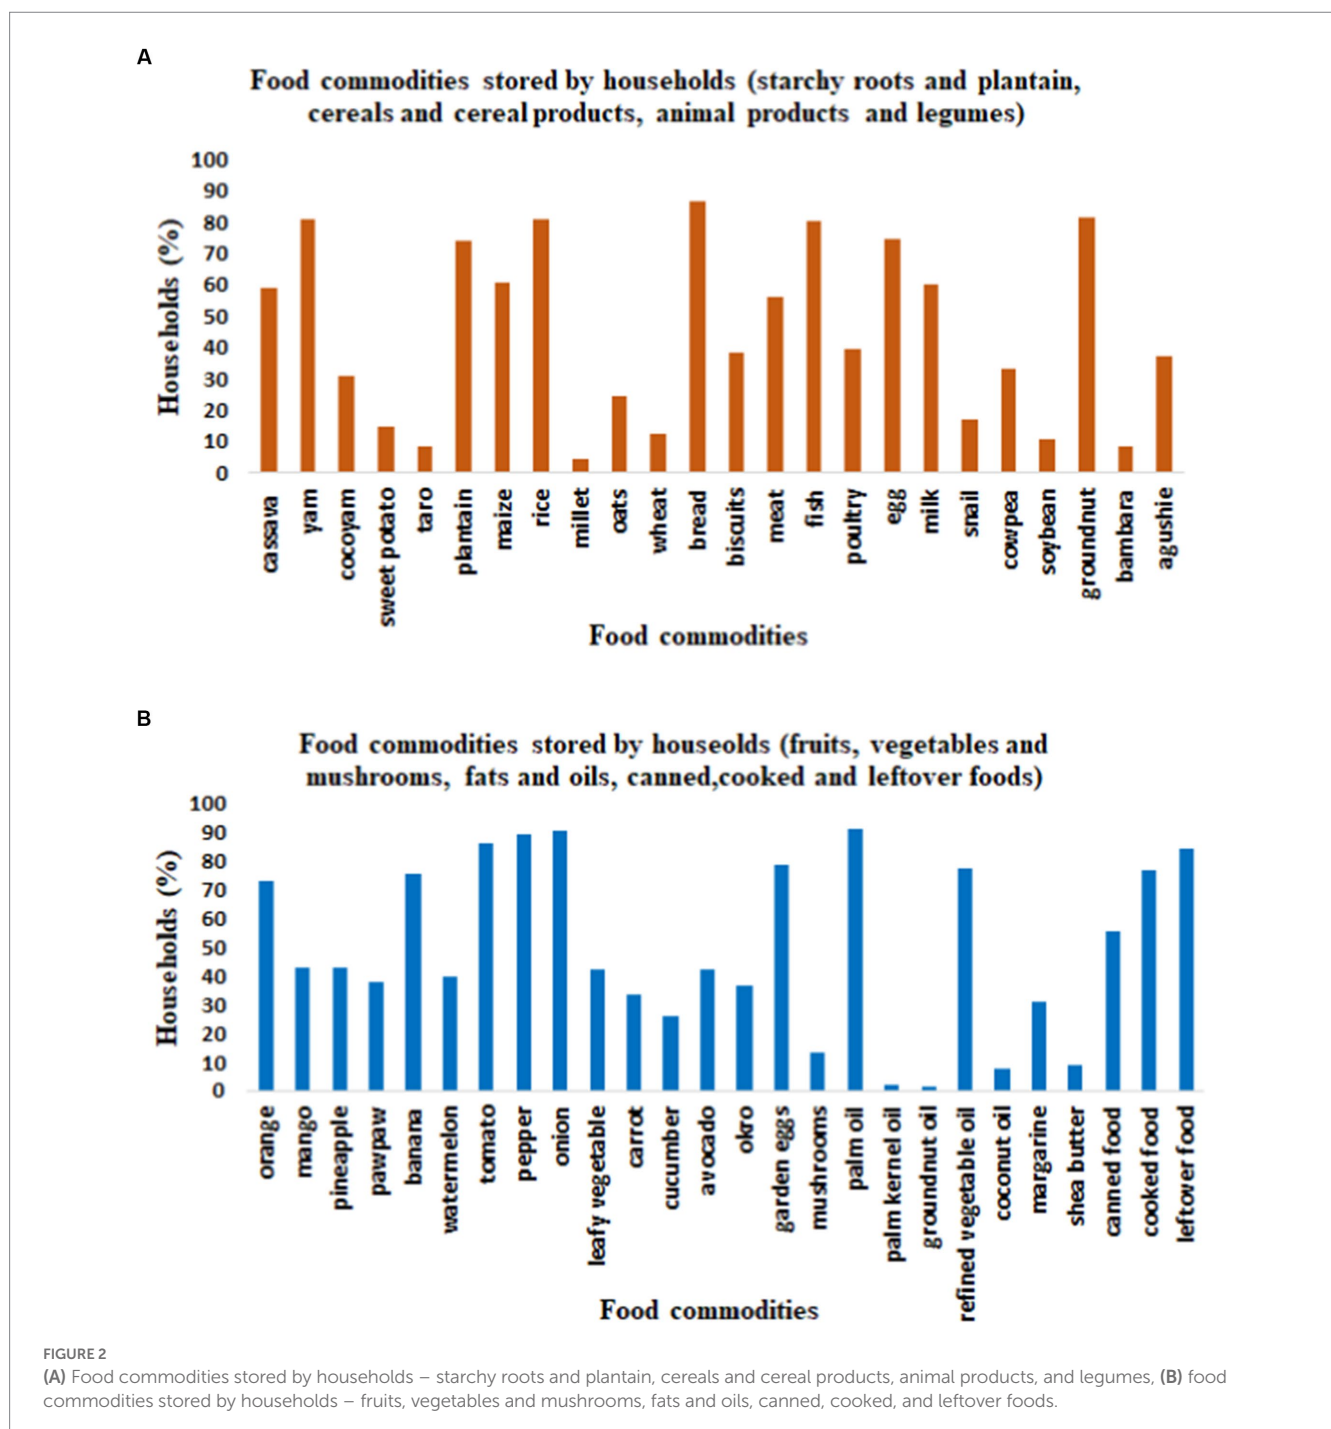 A
Food commodities stored by households (starchy roots and plantain,
cereals and cereal products, animal products and legumes)
100
90
80
70
60
50
40
30
20
10
0
Households (%)
cassava
yam
cocoyam
sweet potato
taro
plantain
maize
rice
millet
oats
wheat
bread
biscuits
meat
fish
poultry
egg
milk
snail
cowpea
soybean
groundnut
bambara
agushie
Food commodities
B
Food commodities stored by houseolds (fruits, vegetables and
mushrooms, fats and oils, canned,cooked and leftover foods)
100
90
80
70
60
50
40
30
20
10
0
Households (%)
orange
mango
pineapple
pawpaw
banana
watermelon
tomato
pepper
onion
leafy vegetable
carrot
cucumber
avocado
okro
garden eggs
mushrooms
palm oil
palm kernel oil
groundnut oil
refined vegetable oil
coconut oil
margarine
shea butter
canned food
cooked food
leftover food
Food commodities
FIGURE 2
(A) Food commodities stored by households – starchy roots and plantain, cereals and cereal products, animal products, and legumes, (B) food
commodities stored by households – fruits, vegetables and mushrooms, fats and oils, canned, cooked, and leftover foods.